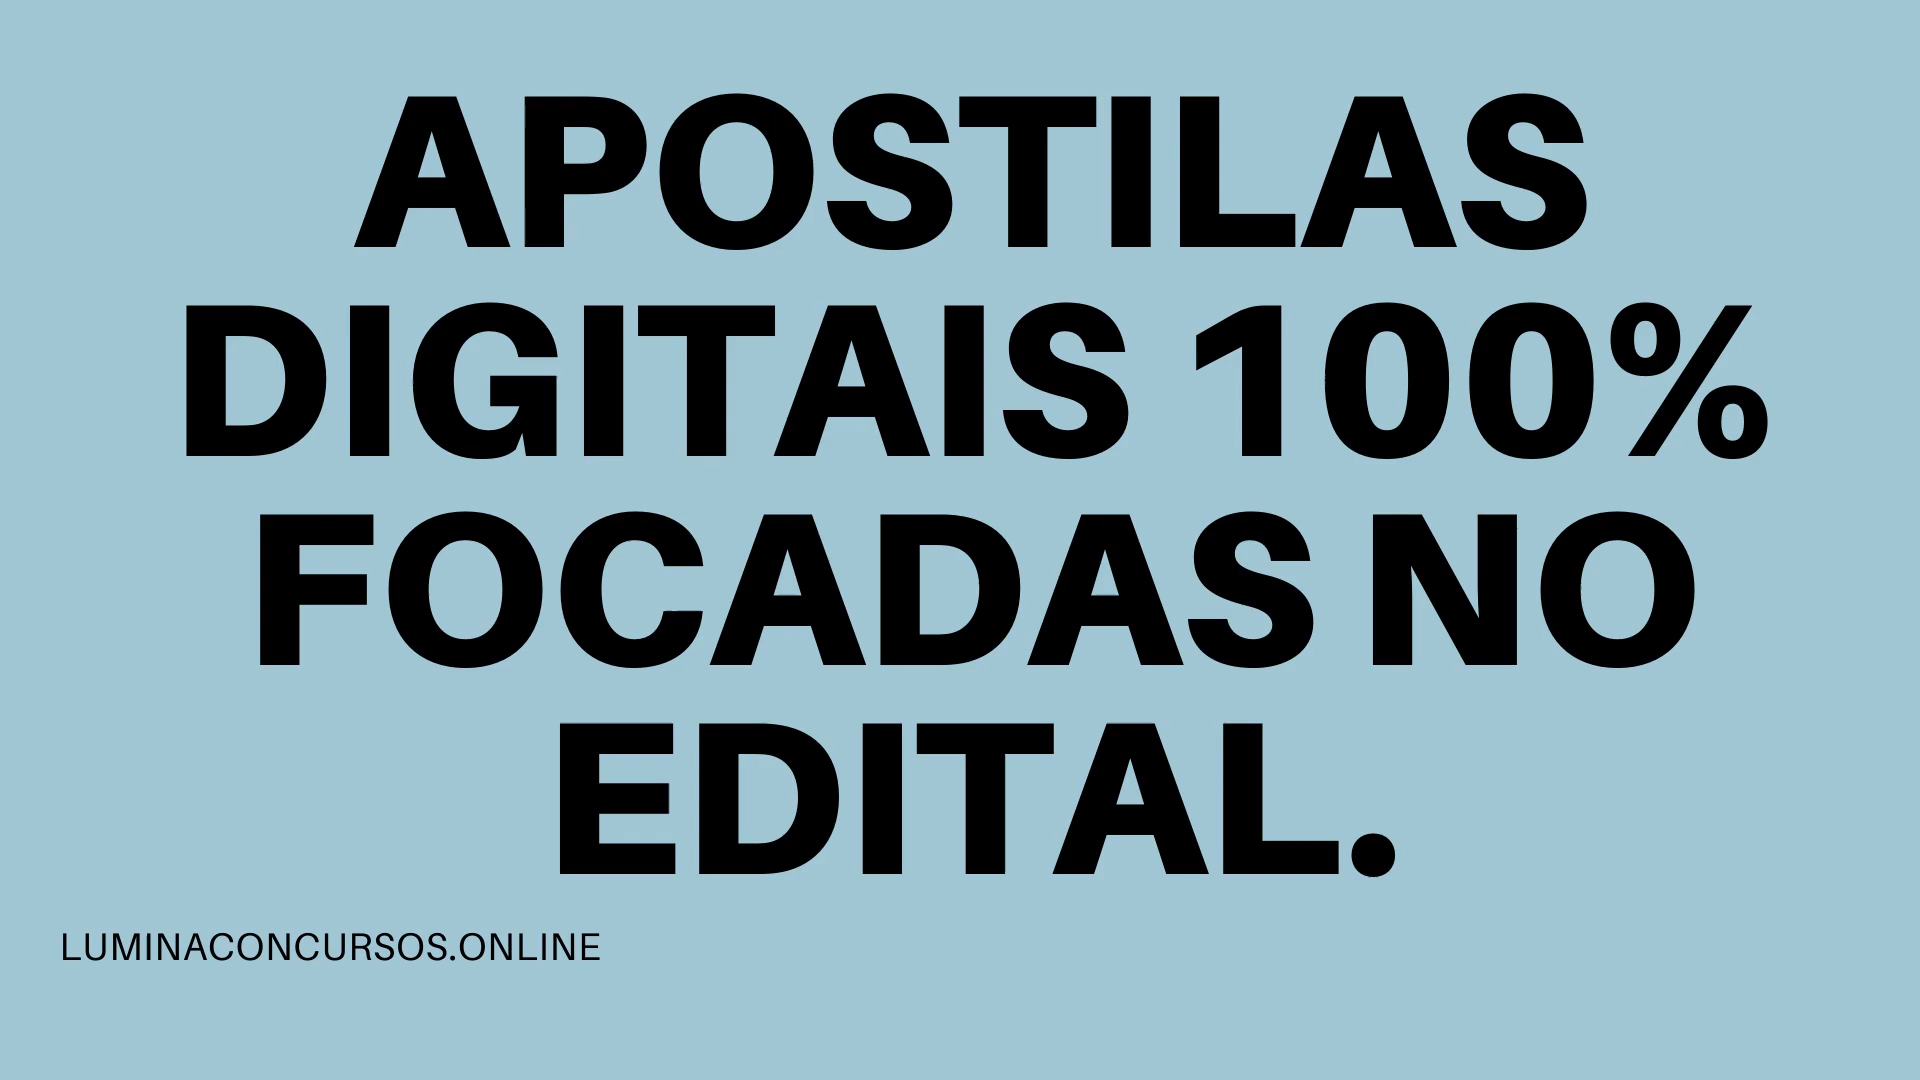 APOSTILAS
DIGITAIS 100%
FOCADAS NO
EDITAL.
LUMINACONCURSOS.ONLINE